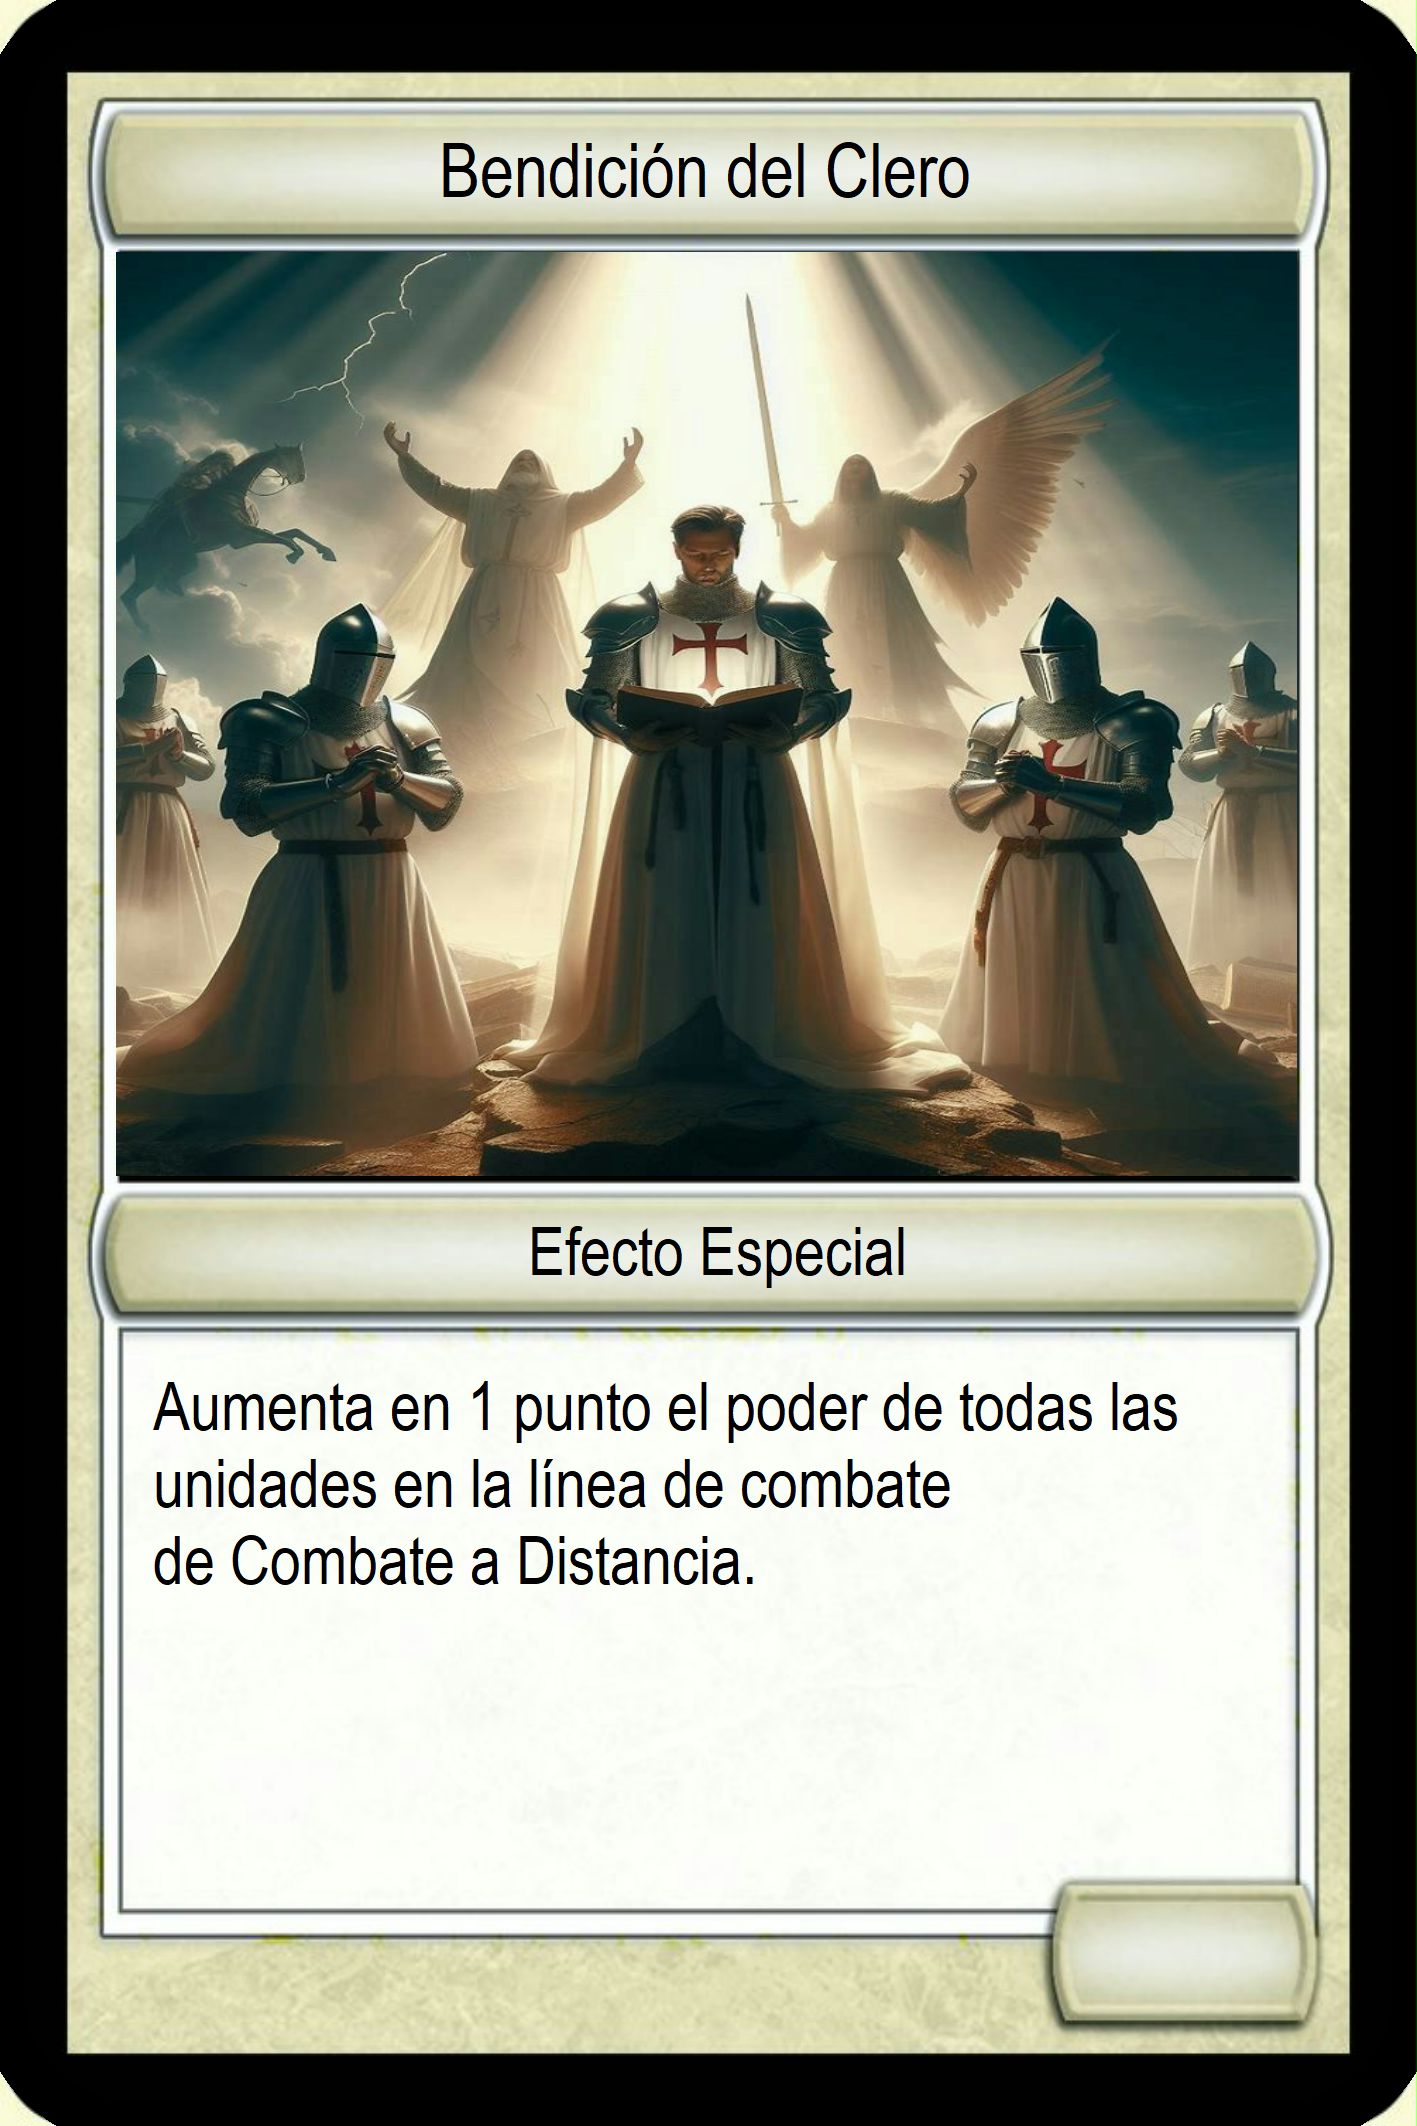 Bendición del Clero
Efecto Especial
Aumenta en 1 punto el poder de todas las
unidades en la línea de combate
de Combate a Distancia.